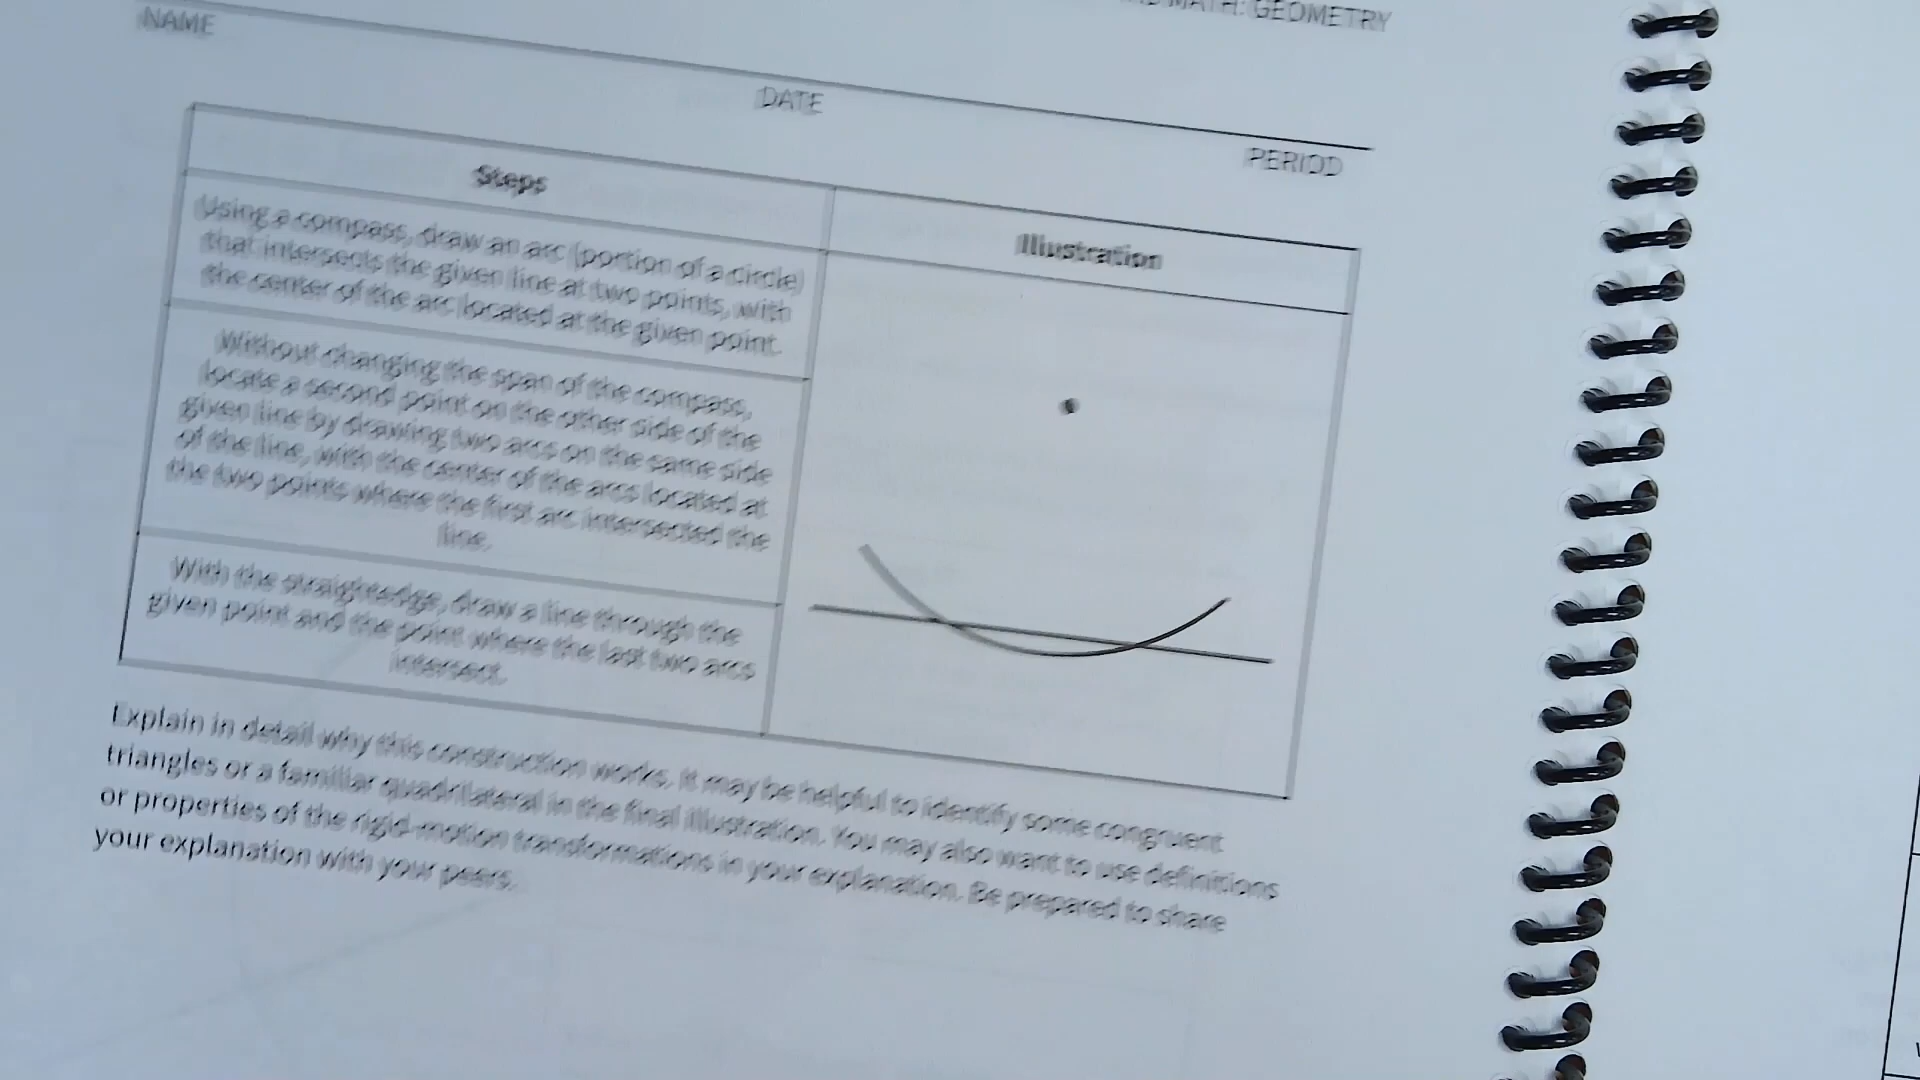 MATH: GEOMETRY
NAME
DATE
PERIOD
Steps
Using a compass, draw an arc (portion of a circle)
that intersects the given line at two points, with
the center of the arc located at the given point.
Without changing the span of the compass,
locate a second point on the other side of the
given line by drawing two arcs on the same side
of the line, with the center of the arcs located at
the two points where the first arc intersected the
line.
With the straightedge, draw a line through the
given point and the point where the last two arcs
intersect.
Illustration
Explain in detail why this construction works. It may be helpful to identify some congruent
triangles or a familiar quadrilateral in the final illustration. You may also want to use definitions
or properties of the rigid-motion transformations in your explanation. Be prepared to share
your explanation with your peers.